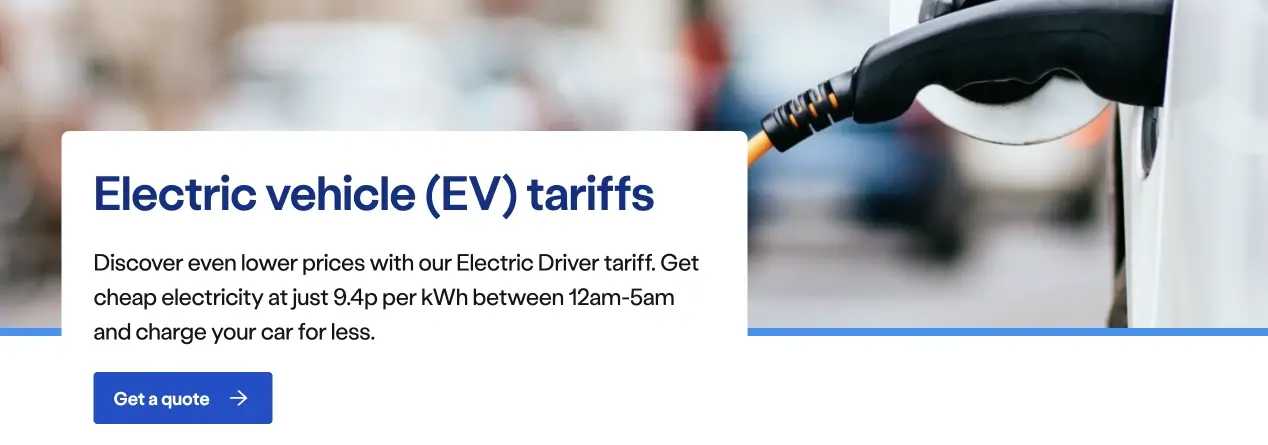 Electric vehicle (EV) tariffs
Discover even lower prices with our Electric Driver tariff. Get
cheap electricity at just 9.4p per kWh between 12am-5am
and charge your car for less.
Get a quote